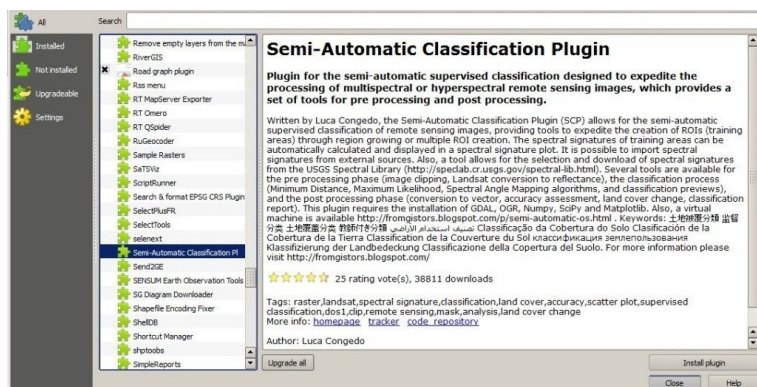 All
Installed
Not installed
Upgradeable
Settings
Search
Remove empty layers from the ma
RiverGIS
Road graph plugin
Rss menu
RT MapServer Exporter
RT Omero
RT QSpider
RuGeocoder
Sample Rasters
SaTSViz
ScriptRunner
Search & format EPSG CRS Plugin
SelectPlusFR
SelectTools
selenext
Semi-Automatic Classification Pl
Send2GE
SENSUM Earth Observation Tools
SG Diagram Downloader
Shapefile Encoding Fixer
ShellDB
Shortcut Manager
shptoobs
SimpleReports
Semi-Automatic Classification Plugin
Plugin for the semi-automatic supervised classification designed to expedite the
processing of multispectral or hyperspectral remote sensing images, which provides a
set of tools for pre processing and post processing.
Written by Luca Congedo, the Semi-Automatic Classification Plugin (SCP) allows for the semi-automatic
supervised classification of remote sensing images, providing tools to expedite the creation of ROIs (training
areas) through region growing or multiple ROI creation. The spectral signatures of training areas can be
automatically calculated and displayed in a spectral signature plot. It is possible to import spectral
signatures from external sources. Also, a tool allows for the selection and download of spectral signatures
from the USGS Spectral Library (http://speclab.cr.usgs.gov/spectral-lib.html). Several tools are available for
the pre processing phase (image clipping, Landsat conversion to reflectance), the classification process
(Minimum Distance, Maximum Likelihood, Spectral Angle Mapping algorithms, and classification previews),
and the post processing phase (conversion to vector, accuracy assessment, land cover change, classification
report). This plugin requires the installation of GDAL, OGR, Numpy, SciPy and Matplotlib. Also, a virtual
machine is available http://fromgistors.blogspot.com/p/semi-automatic-os.html . Keywords: 土地被覆分類 监督
分类 土地覆盖分类 教師付き分類 تصنيف استخدام الأراضي Classificação da Cobertura do Solo Clasificación de la
Cobertura de la Tierra Classification de la Couverture du Sol классификация землепользования
Klassifizierung der Landbedeckung Classificazione della Copertura del Suolo. For more information please
visit http://fromgistors.blogspot.com/
25 rating vote(s), 38811 downloads
Tags: raster,landsat,spectral signature,classification,land cover,accuracy,scatter plot,supervised
classification,dos1,clip,remote sensing,mask,analysis,land cover change
More info: homepage tracker code_repository
Author: Luca Congedo
Upgrade all
Install plugin
Close
Help